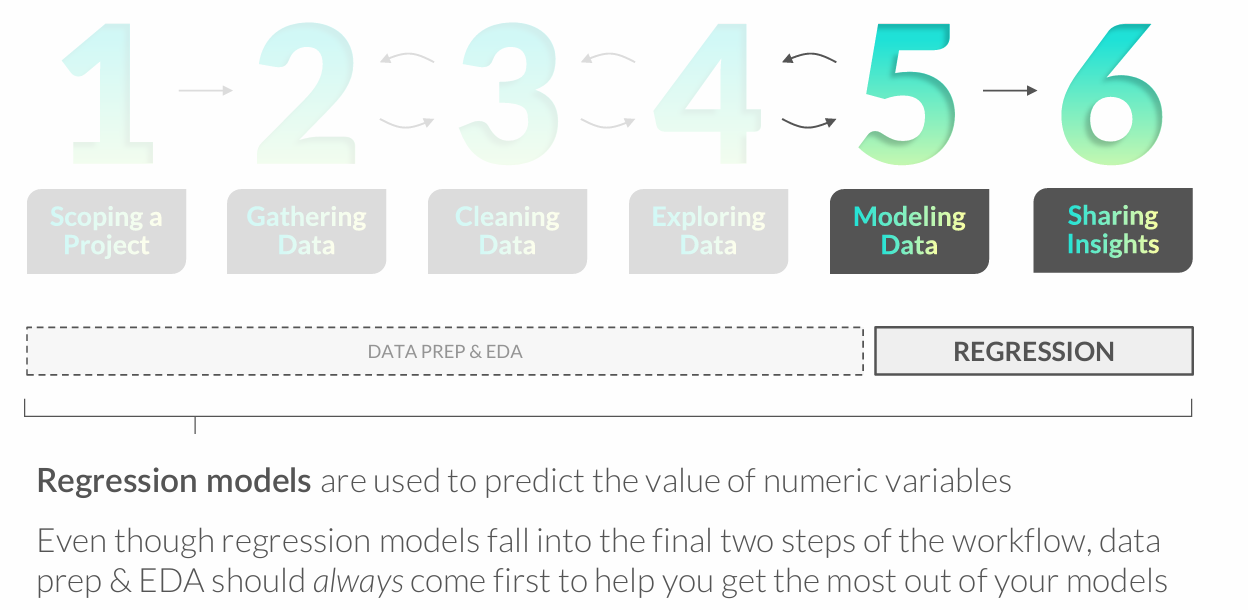 1 2 3 4 5 6
Scoping a
Project
Gathering
Data
Cleaning
Data
Exploring
Data
Modeling
Data
Sharing
Insights
DATA PREP & EDA
REGRESSION
Regression models are used to predict the value of numeric variables
Even though regression models fall into the final two steps of the workflow, data
prep & EDA should always come first to help you get the most out of your models